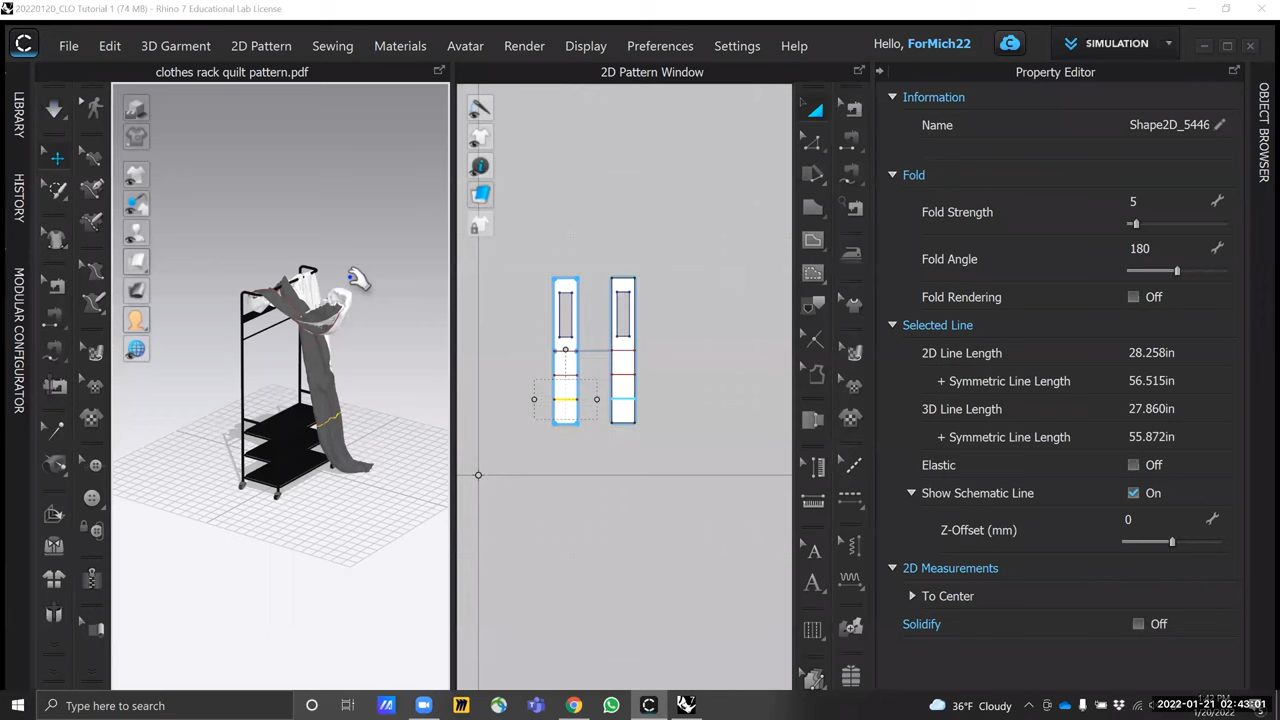 20220120_CLO Tutorial 1 (74 MB) - Rhino 7 Educational Lab License
File Edit 3D Garment 2D Pattern Sewing Materials Avatar Render Display Preferences Settings Help Hello, ForMich22 SIMULATION
clothes rack quilt pattern.pdf 2D Pattern Window Property Editor
LIBRARY
HISTORY
MODULAR CONFIGURATOR
OBJECT BROWSER
Information
Name Shape2D_5446
Fold
Fold Strength 5
Fold Angle 180
Fold Rendering Off
Selected Line
2D Line Length 28.258in
+ Symmetric Line Length 56.515in
3D Line Length 27.860in
+ Symmetric Line Length 55.872in
Elastic Off
Show Schematic Line On
Z-Offset (mm) 0
2D Measurements
To Center
Solidify Off
Type here to search 36°F Cloudy
2022-01-21 02:43:01